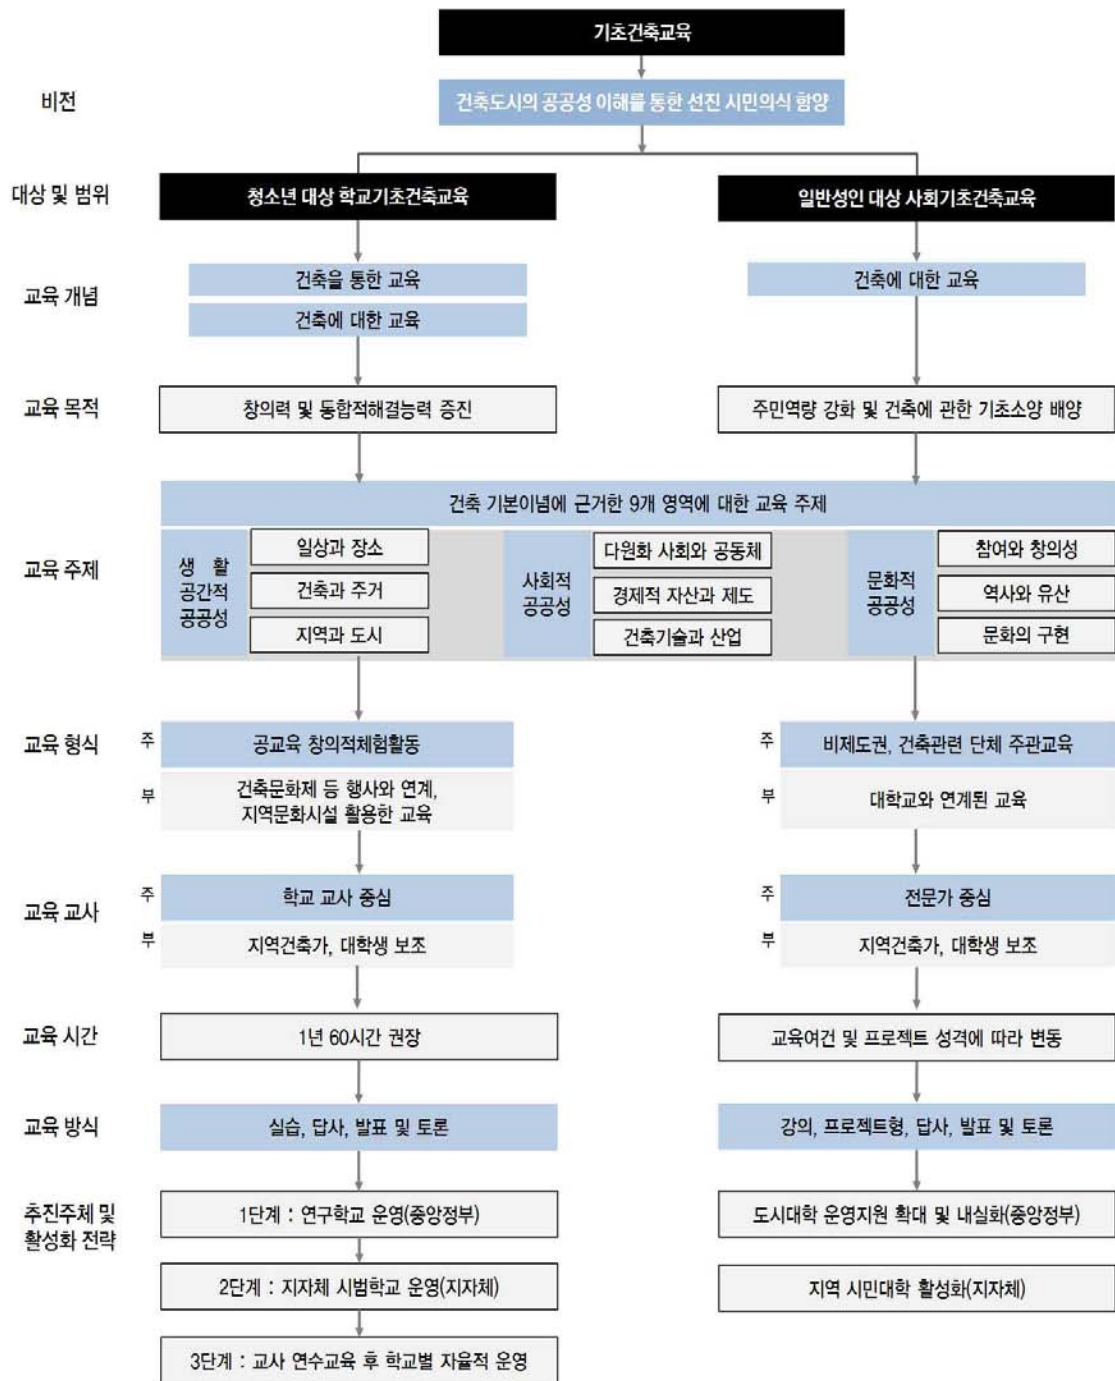 기초건축교육
비전
건축도시의 공공성 이해를 통한 선진 시민의식 함양
대상 및 범위
청소년 대상 학교기초건축교육
일반성인 대상 사회기초건축교육
교육 개념
건축을 통한 교육
건축에 대한 교육
건축에 대한 교육
교육 목적
창의력 및 통합적해결능력 증진
주민역량 강화 및 건축에 관한 기초소양 배양
건축 기본이념에 근거한 9개 영역에 대한 교육 주제
교육 주제
생 활
공간적
공공성
일상과 장소
건축과 주거
지역과 도시
사회적
공공성
다원화 사회와 공동체
경제적 자산과 제도
건축기술과 산업
문화적
공공성
참여와 창의성
역사와 유산
문화의 구현
교육 형식
주
공교육 창의적체험활동
부
건축문화제 등 행사와 연계,
지역문화시설 활용한 교육
주
비제도권, 건축관련 단체 주관교육
부
대학교와 연계된 교육
교육 교사
주
학교 교사 중심
부
지역건축가, 대학생 보조
주
전문가 중심
부
지역건축가, 대학생 보조
교육 시간
1년 60시간 권장
교육여건 및 프로젝트 성격에 따라 변동
교육 방식
실습, 답사, 발표 및 토론
강의, 프로젝트형, 답사, 발표 및 토론
추진주체 및
활성화 전략
1단계 : 연구학교 운영(중앙정부)
2단계 : 지자체 시범학교 운영(지자체)
3단계 : 교사 연수교육 후 학교별 자율적 운영
도시대학 운영지원 확대 및 내실화(중앙정부)
지역 시민대학 활성화(지자체)